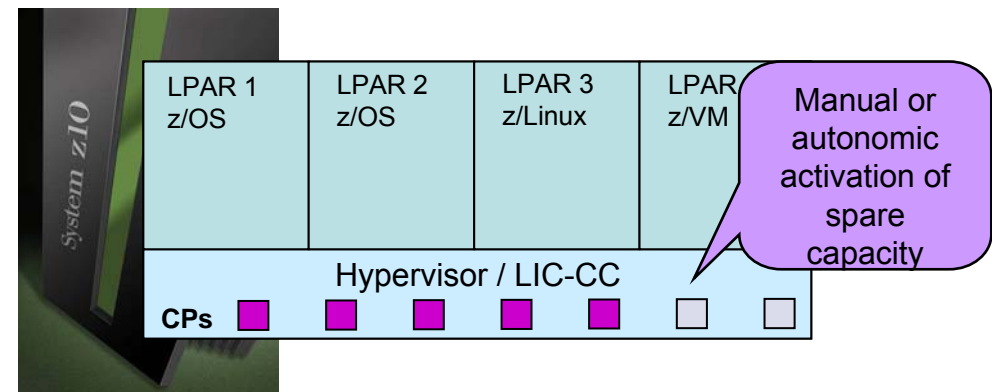 System z10
LPAR 1
z/OS
LPAR 2
z/OS
LPAR 3
z/Linux
LPAR
z/VM
Manual or
autonomic
activation of
spare
capacity
Hypervisor / LIC-CC
CPs